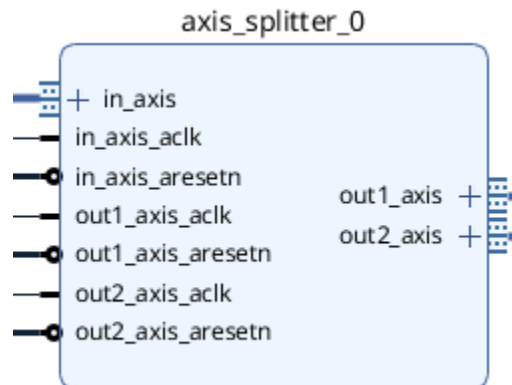 axis_splitter_0
in_axis
in_axis_aclk
in_axis_aresetn
out1_axis_aclk
out1_axis_aresetn
out2_axis_aclk
out2_axis_aresetn
out1_axis
out2_axis